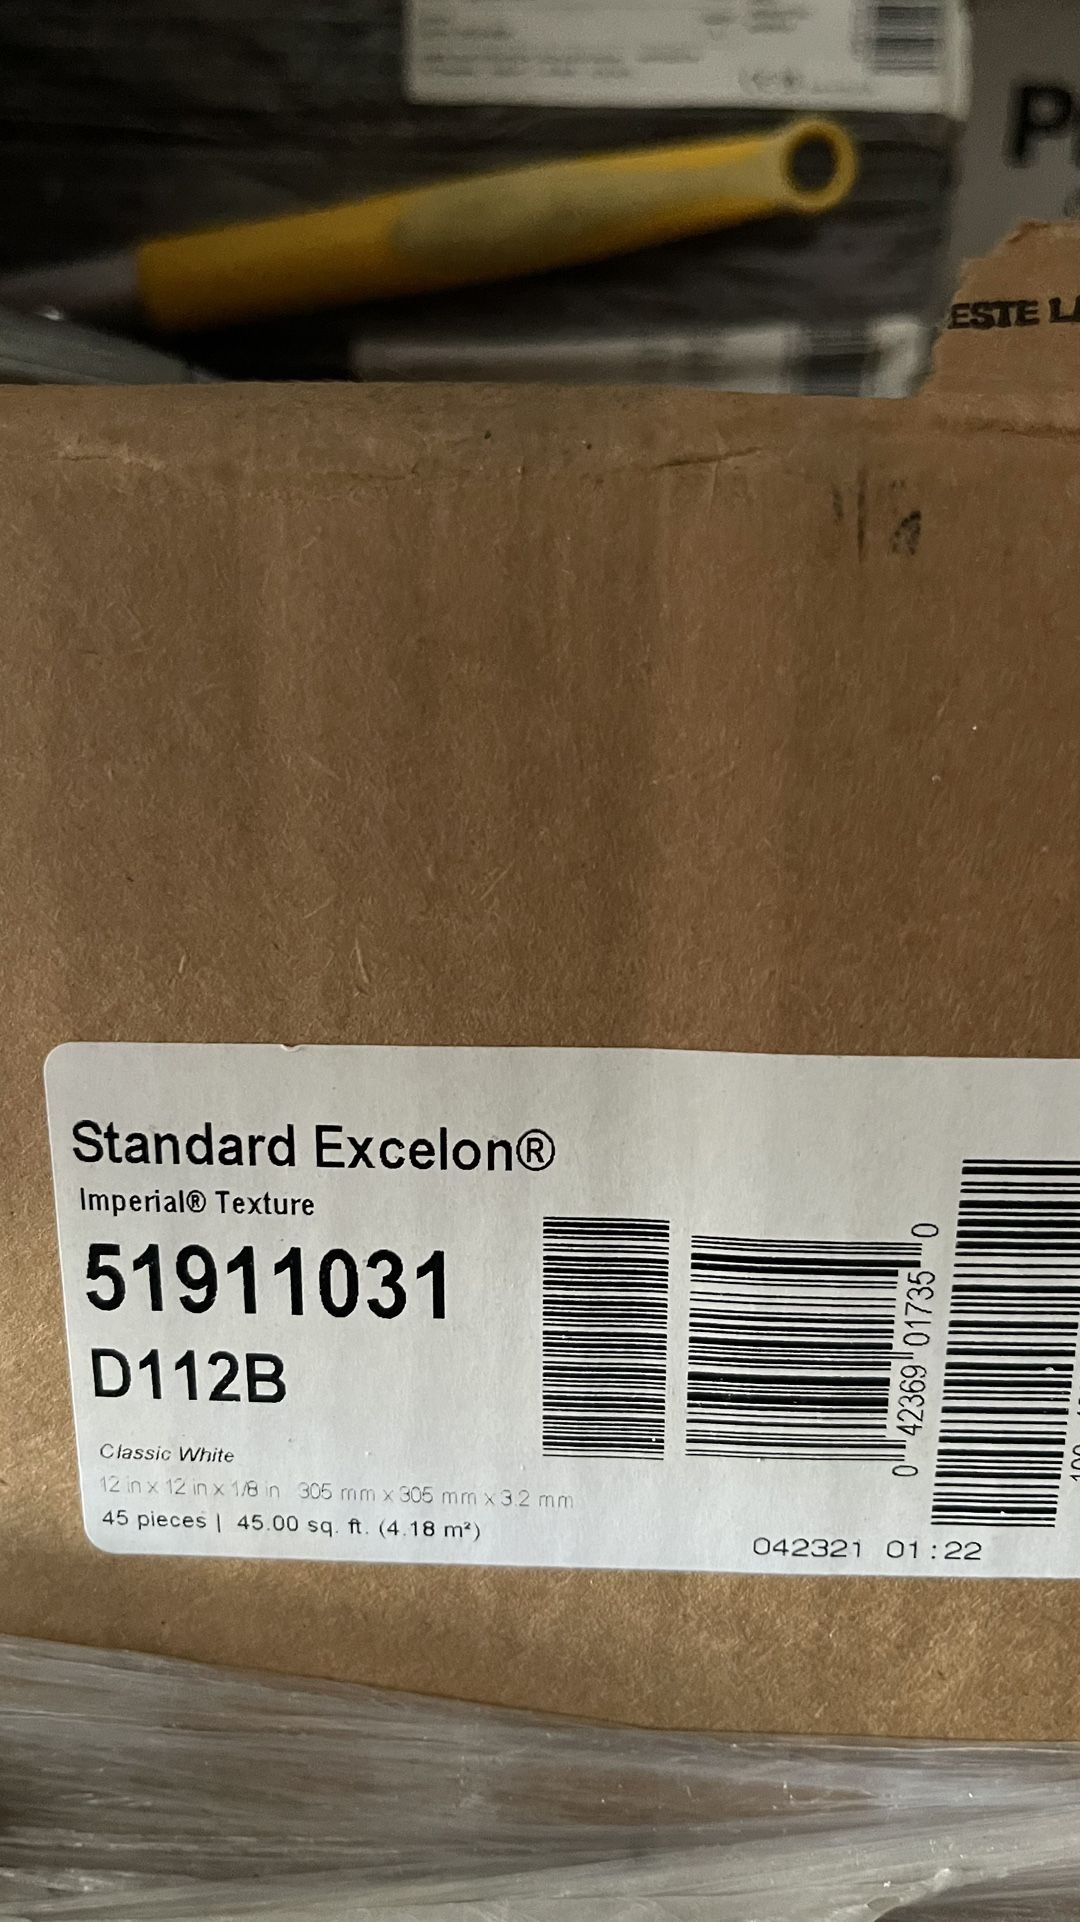 P
ESTE LA
Standard Excelon®
Imperial® Texture
51911031
D112B
Classic White
12 in x 12 in x 1/8 in 305 mm x 305 mm x 3.2 mm
45 pieces | 45.00 sq. ft. (4.18 m²)
0 42369 01735 0
042321 01:22